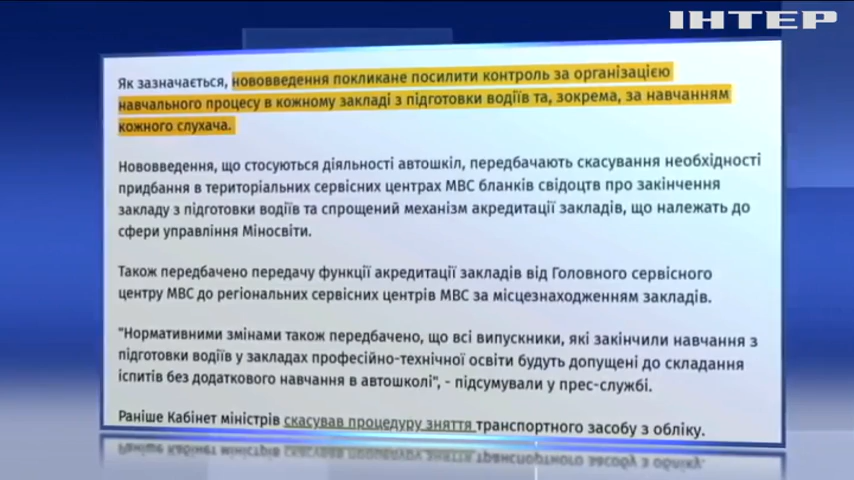 ІНТЕР
Як зазначається, нововведення покликане посилити контроль за організацією
навчального процесу в кожному закладі з підготовки водіїв та, зокрема, за навчанням
кожного слухача.
Нововведення, що стосуються діяльності автошкіл, передбачають скасування необхідності
придбання в територіальних сервісних центрах МВС бланків свідоцтв про закінчення
закладу з підготовки водіїв та спрощений механізм акредитації закладів, що належать до
сфери управління Міносвіти.
Також передбачено передачу функції акредитації закладів від Головного сервісного
центру МВС до регіональних сервісних центрів МВС за місцезнаходженням закладів.
"Нормативними змінами також передбачено, що всі випускники, які закінчили навчання з
підготовки водіїв у закладах професійно-технічної освіти будуть допущені до складання
іспитів без додаткового навчання в автошколі", - підсумували у прес-службі.
Раніше Кабінет міністрів скасував процедуру зняття транспортного засобу з обліку.